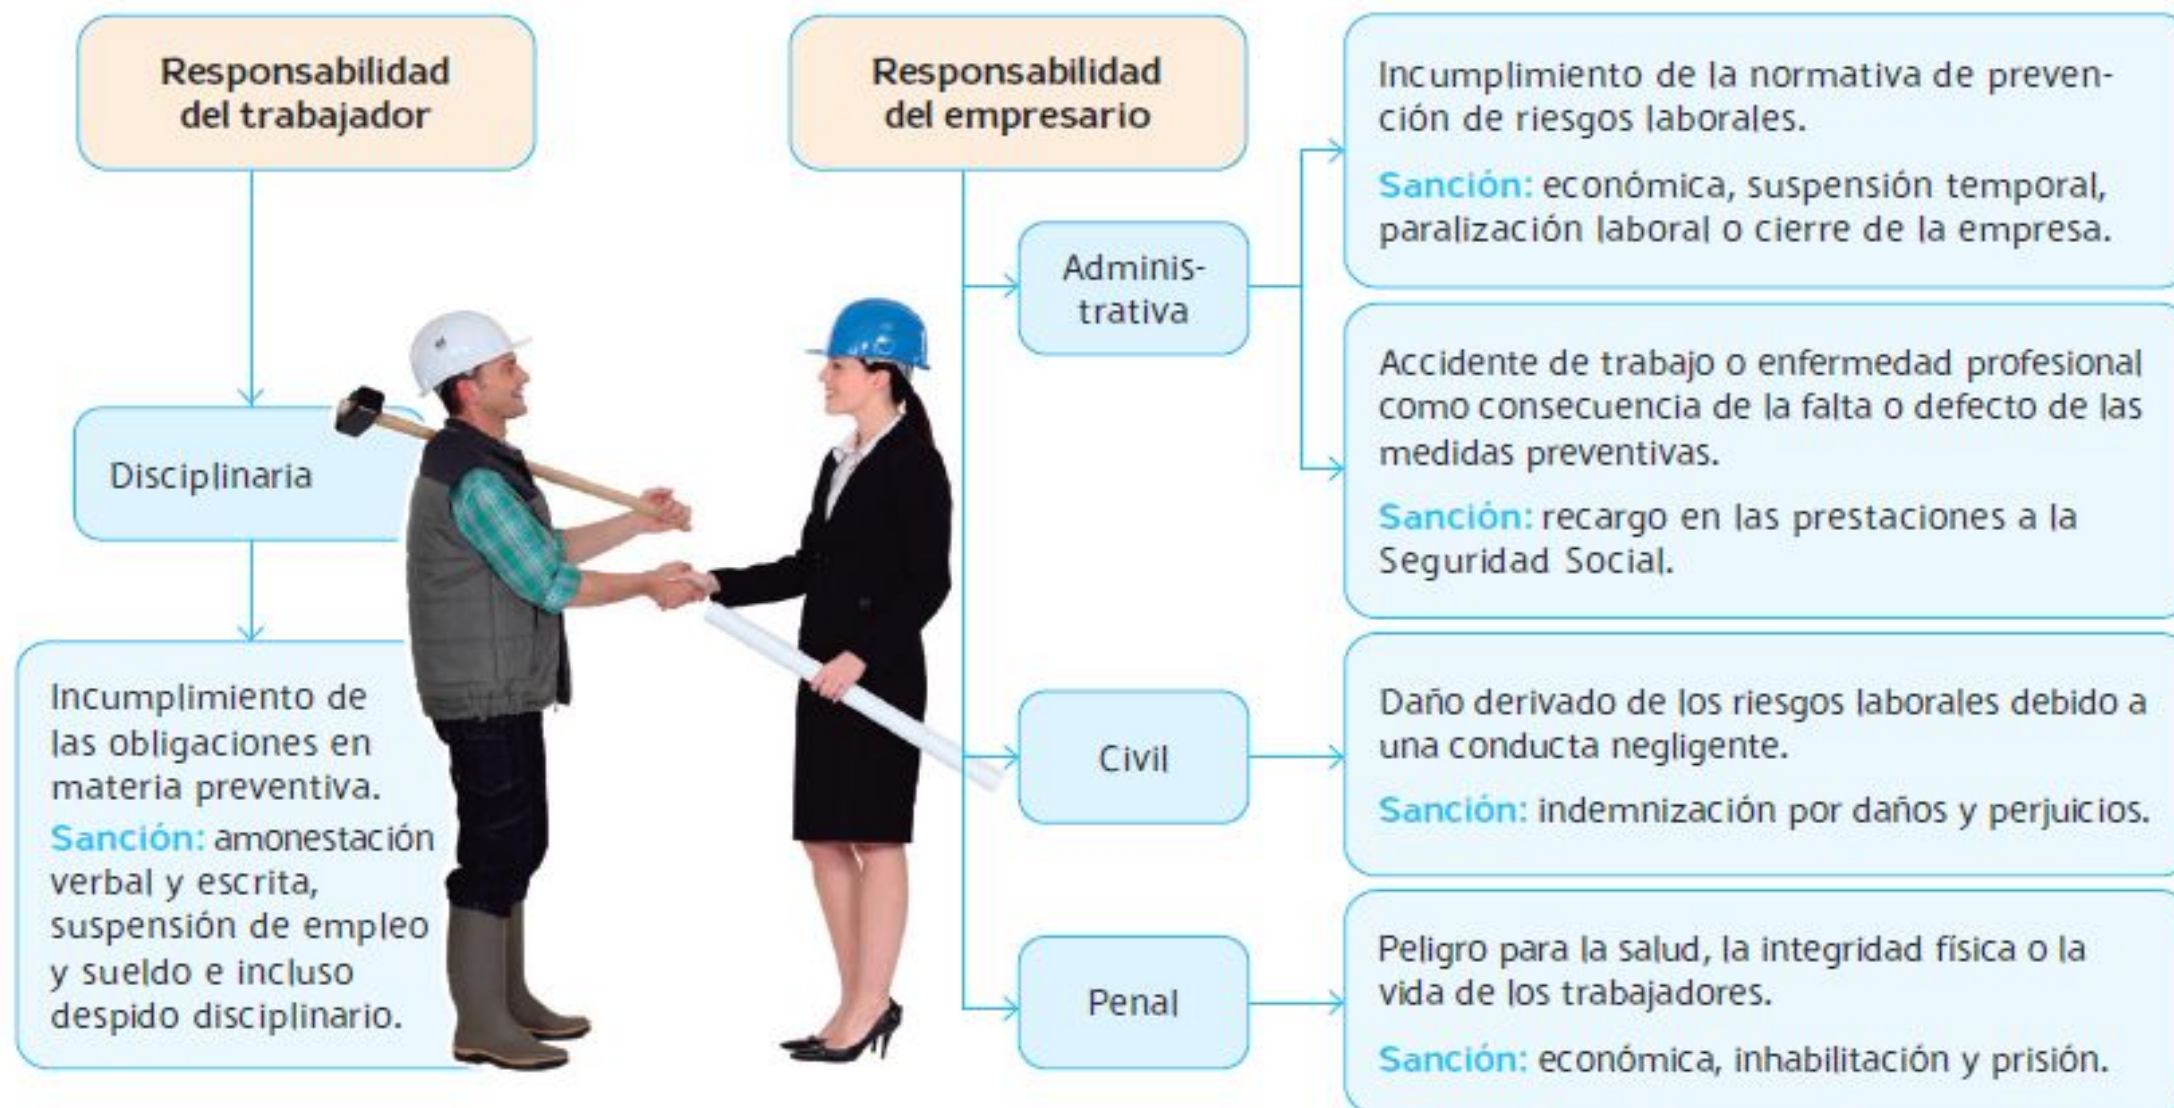 Responsabilidad
del trabajador
Disciplinaria
Incumplimiento de
las obligaciones en
materia preventiva.
Sanción: amonestación
verbal y escrita,
suspensión de empleo
y sueldo e incluso
despido disciplinario.
Responsabilidad
del empresario
Adminis-
trativa
Incumplimiento de la normativa de preven-
ción de riesgos laborales.
Sanción: económica, suspensión temporal,
paralización laboral o cierre de la empresa.
Accidente de trabajo o enfermedad profesional
como consecuencia de la falta o defecto de las
medidas preventivas.
Sanción: recargo en las prestaciones a la
Seguridad Social.
Civil
Daño derivado de los riesgos laborales debido a
una conducta negligente.
Sanción: indemnización por daños y perjuicios.
Penal
Peligro para la salud, la integridad física o la
vida de los trabajadores.
Sanción: económica, inhabilitación y prisión.